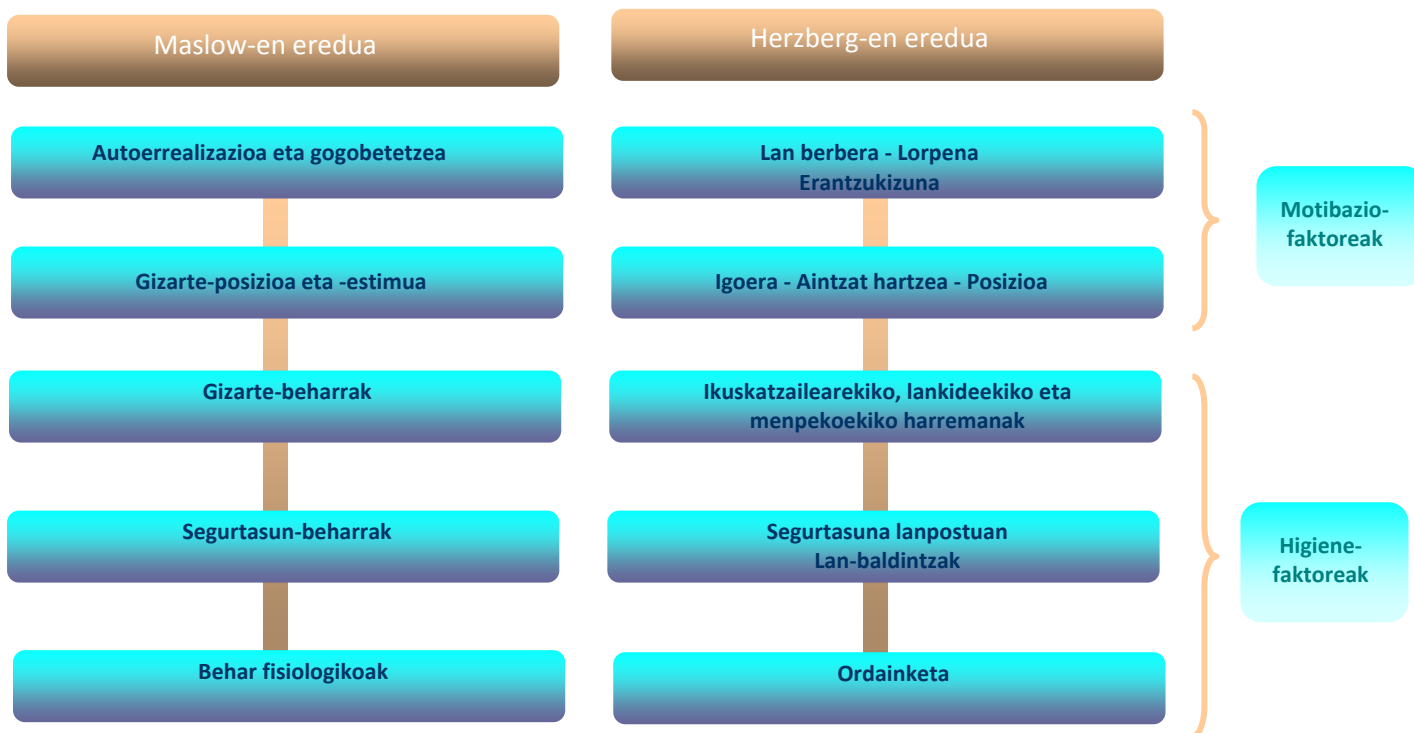 Maslow-en eredua
Herzberg-en eredua
Autoerrealizazioa eta gogobetetzea
Lan berbera - Lorpena
Erantzukizuna
Motibazio-
faktoreak
Gizarte-posizioa eta -estimua
Igoera - Aintzat hartzea - Posizioa
Gizarte-beharrak
Ikuskatzailearekiko, lankideekiko eta
menpekoekiko harremanak
Segurtasun-beharrak
Segurtasuna lanpostuan
Lan-baldintzak
Higiene-
faktoreak
Behar fisiologikoak
Ordainketa